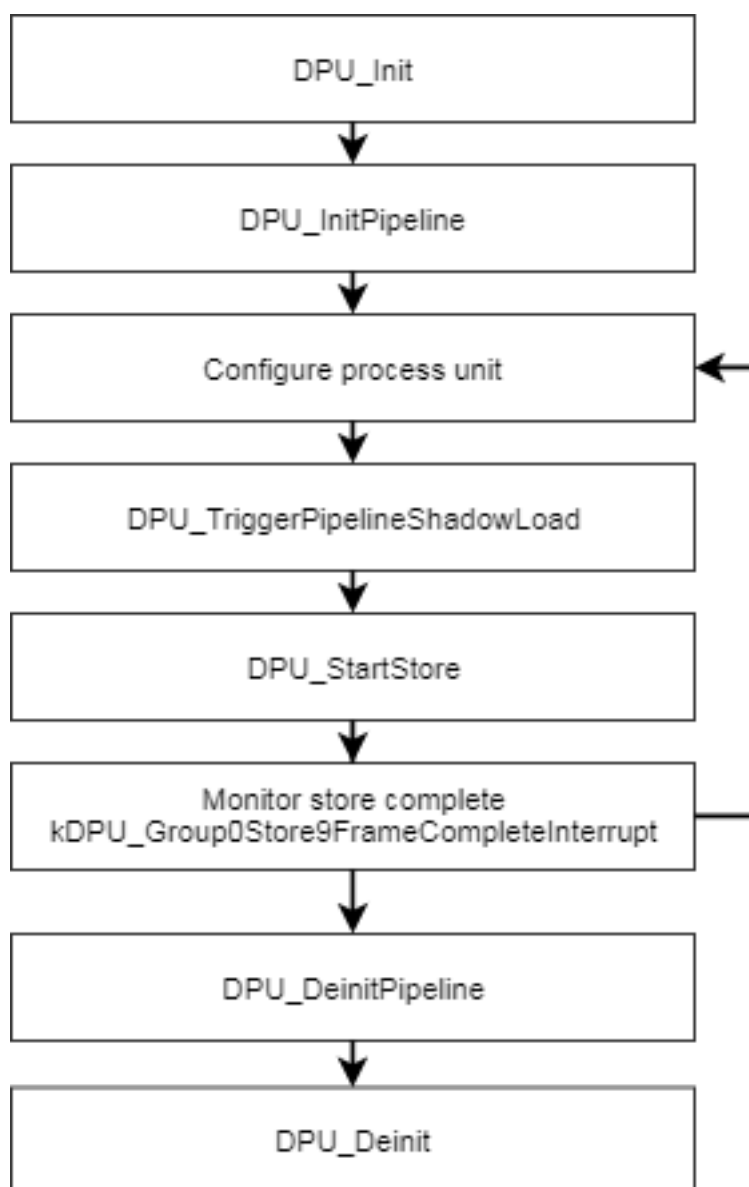 DPU_Init
DPU_InitPipeline
Configure process unit
DPU_TriggerPipelineShadowLoad
DPU_StartStore
Monitor store complete
kDPU_Group0Store9FrameCompleteInterrupt
DPU_DeinitPipeline
DPU_Deinit